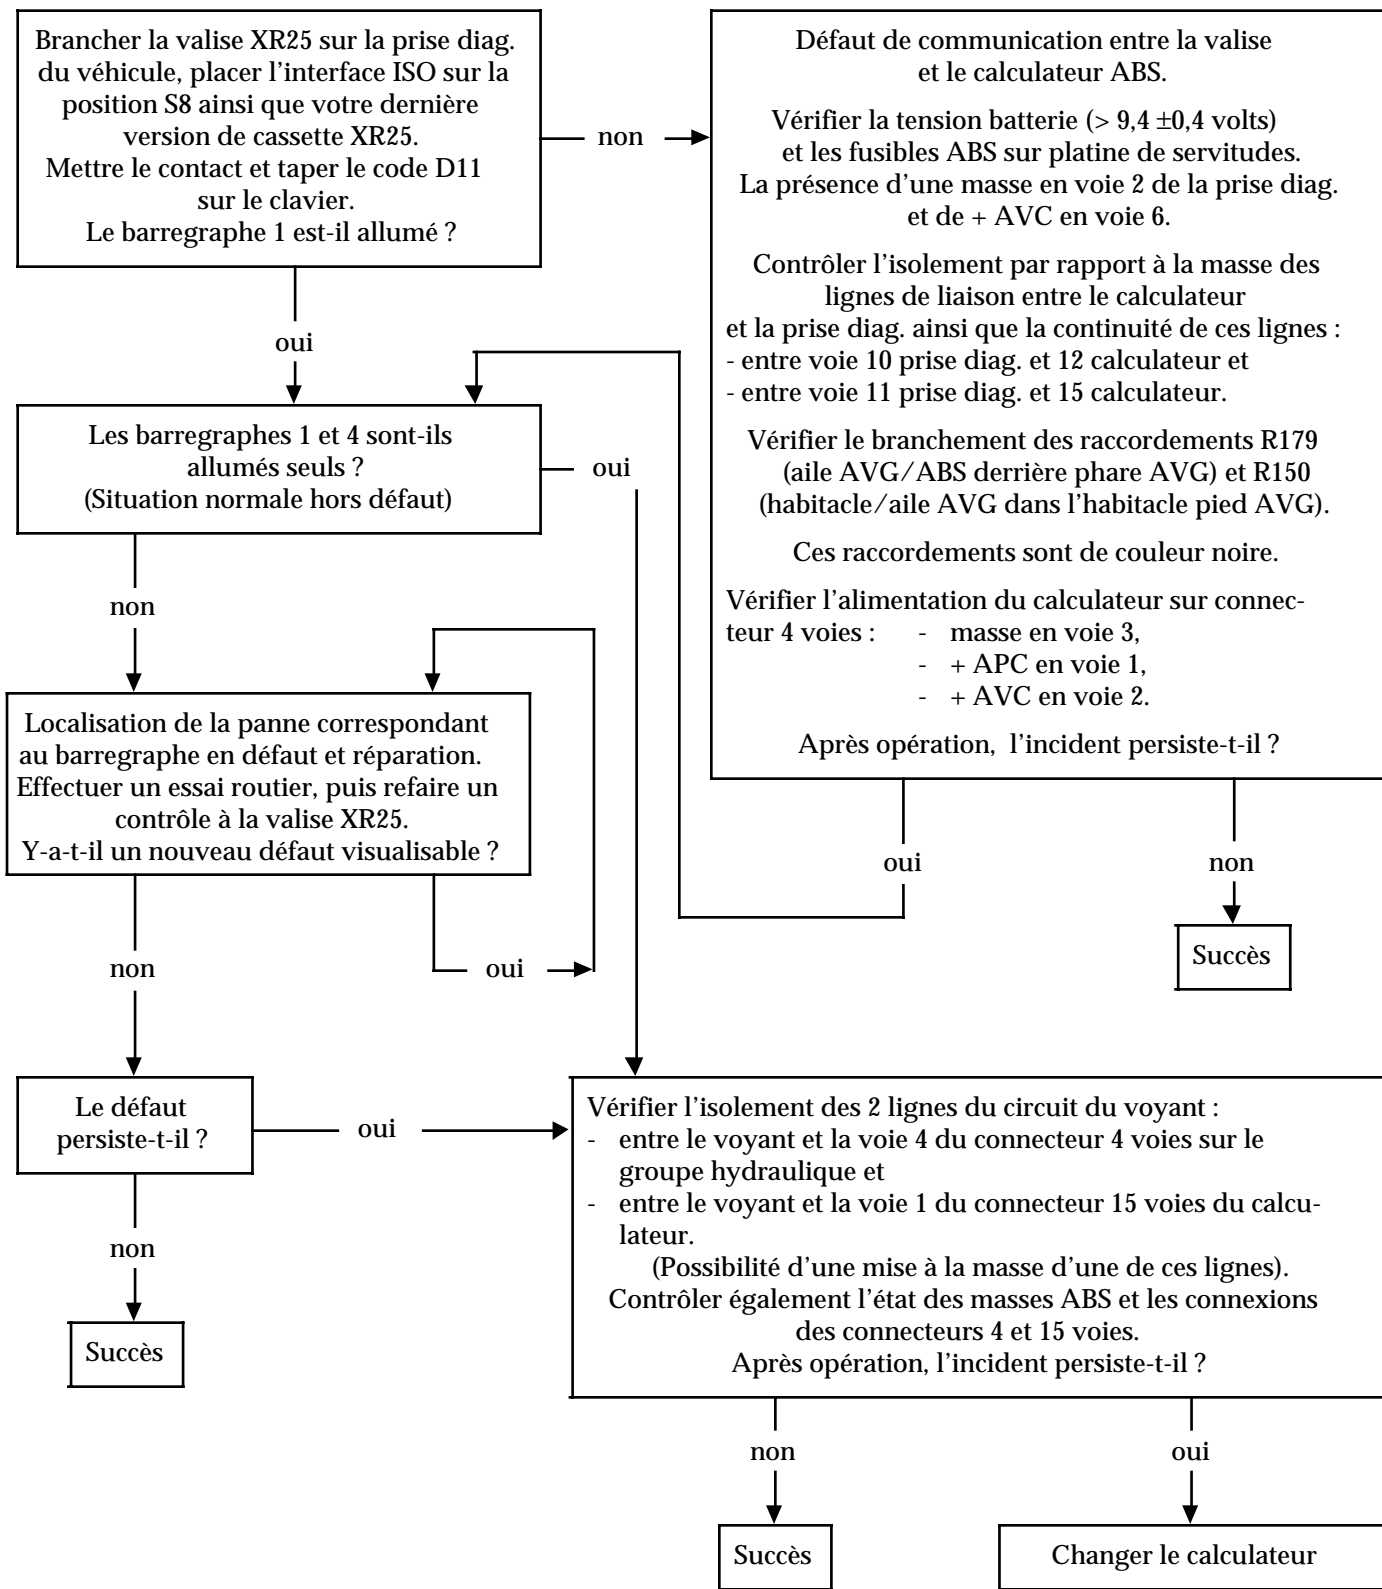 Brancher la valise XR25 sur la prise diag.
du véhicule, placer l'interface ISO sur la
position S8 ainsi que votre dernière
version de cassette XR25.
Mettre le contact et taper le code D11
sur le clavier.
Le barregraphe 1 est-il allumé ?
non
Défaut de communication entre la valise
et le calculateur ABS.
Vérifier la tension batterie (> 9,4 ±0,4 volts)
et les fusibles ABS sur platine de servitudes.
La présence d'une masse en voie 2 de la prise diag.
et de + AVC en voie 6.
Contrôler l'isolement par rapport à la masse des
lignes de liaison entre le calculateur
et la prise diag. ainsi que la continuité de ces lignes :
- entre voie 10 prise diag. et 12 calculateur et
- entre voie 11 prise diag. et 15 calculateur.
Vérifier le branchement des raccordements R179
(aile AVG/ABS derrière phare AVG) et R150
(habitacle/aile AVG dans l'habitacle pied AVG).
Ces raccordements sont de couleur noire.
Vérifier l'alimentation du calculateur sur connec-
teur 4 voies : - masse en voie 3,
- + APC en voie 1,
- + AVC en voie 2.
Après opération, l'incident persiste-t-il ?
oui
Les barregraphes 1 et 4 sont-ils
allumés seuls ?
(Situation normale hors défaut)
oui
non
Localisation de la panne correspondant
au barregraphe en défaut et réparation.
Effectuer un essai routier, puis refaire un
contrôle à la valise XR25.
Y-a-t-il un nouveau défaut visualisable ?
oui
non
Succès
non
oui
Le défaut
persiste-t-il ?
oui
Vérifier l'isolement des 2 lignes du circuit du voyant :
- entre le voyant et la voie 4 du connecteur 4 voies sur le
groupe hydraulique et
- entre le voyant et la voie 1 du connecteur 15 voies du calcu-
lateur.
(Possibilité d'une mise à la masse d'une de ces lignes).
Contrôler également l'état des masses ABS et les connexions
des connecteurs 4 et 15 voies.
Après opération, l'incident persiste-t-il ?
non
Succès
non
oui
Succès
Changer le calculateur